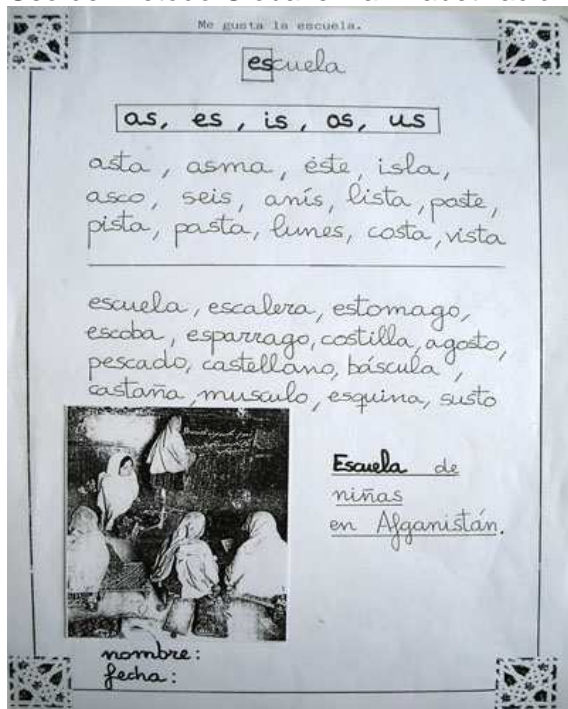 Me gusta la escuela.
escuela
as, es, is, os, us
asta, asma, éste, isla,
asco, seis, anís, lista, poste,
pista, pasta, lunes, costa, vista
escuela, escalera, estomago,
escoba, esparrago, costilla, agosto,
pescado, castellano, báscula,
castaña, musculo, esquina, susto
Escuela de
niñas
en Afganistán.
nombre:
fecha: